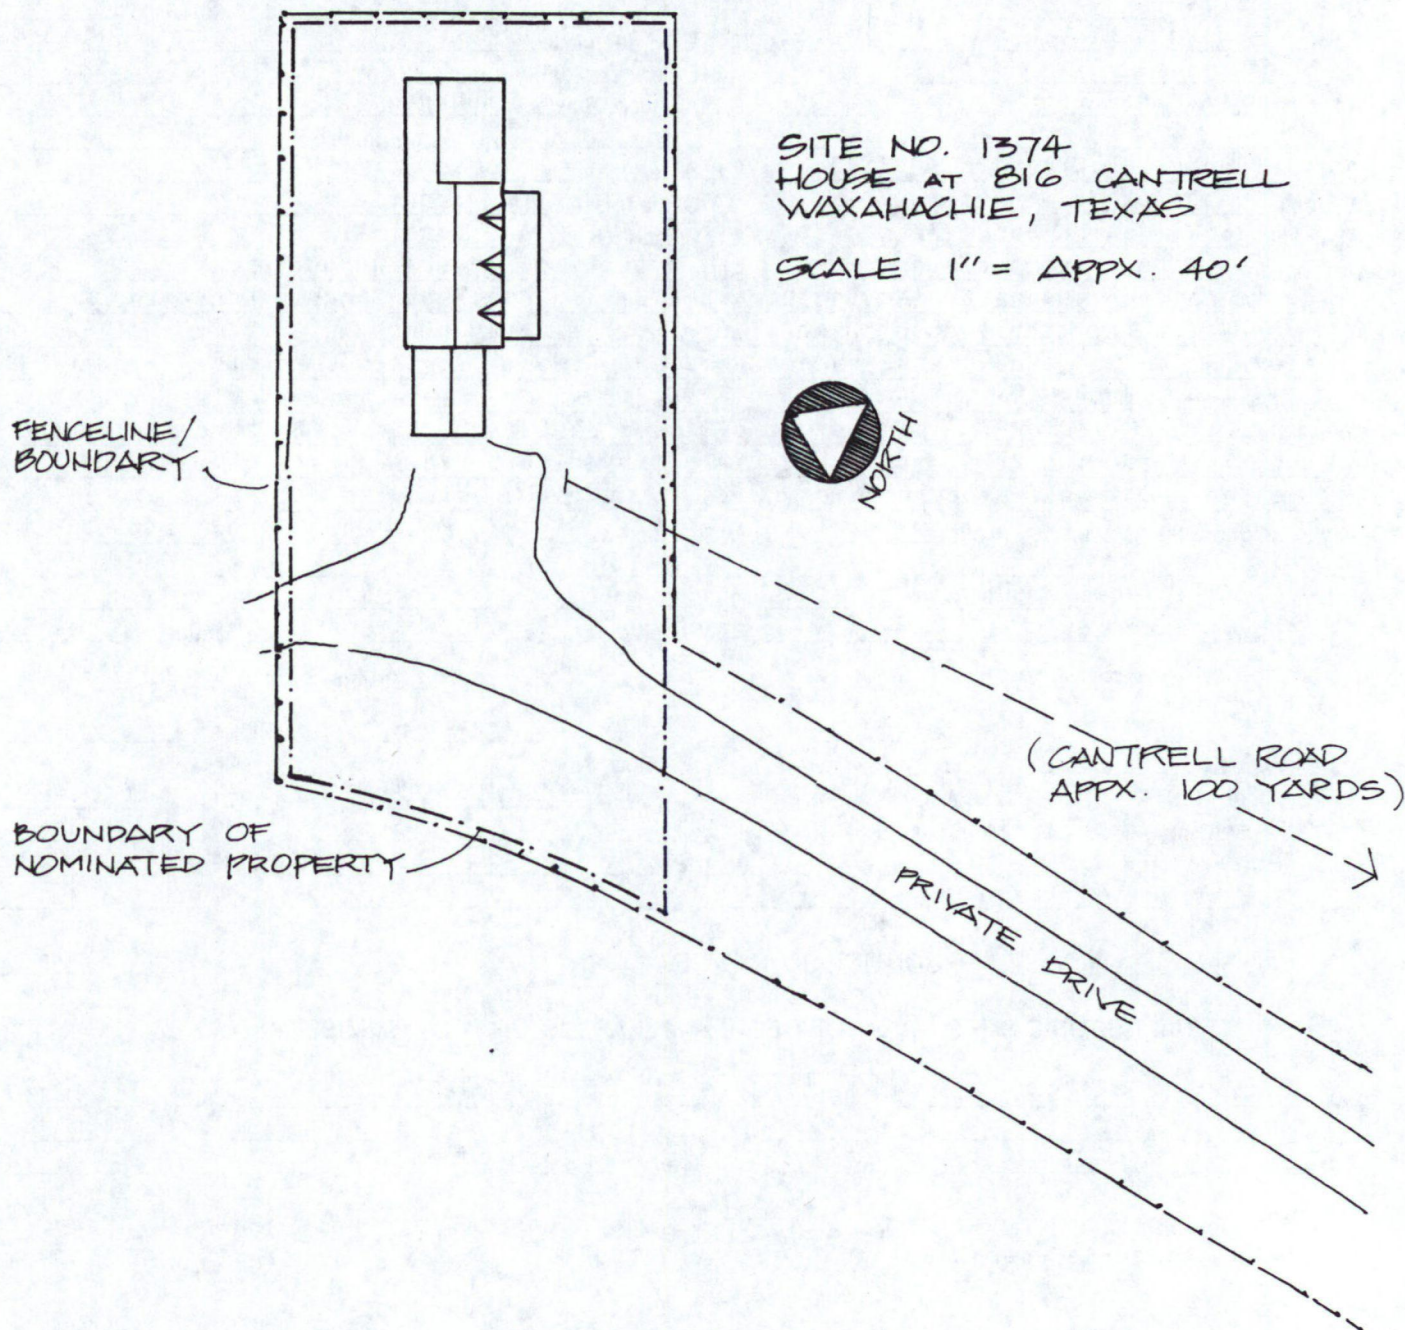 SITE NO. 1374
HOUSE AT 816 CANTRELL
WAXAHACHIE, TEXAS
SCALE 1" = APPX. 40'
FENCELINE/
BOUNDARY
NORTH
(CANTRELL ROAD
APPX. 100 YARDS)
BOUNDARY OF
NOMINATED PROPERTY
PRIVATE DRIVE